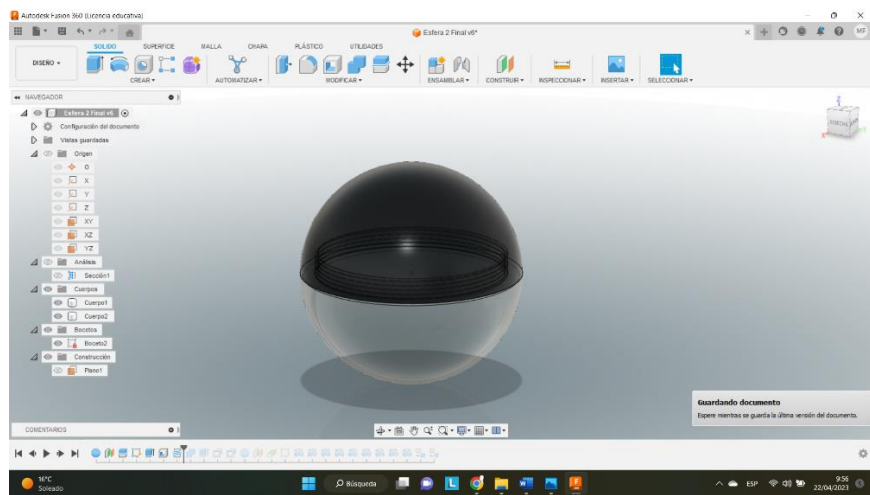 Autodesk Fusion 360 (Licencia educativa)
Esfera 2 Final v6*
MF
SOLIDO SUPERFICIE MALLA CHAPA PLÁSTICO UTILIDADES
DISEÑO
CREAR AUTOMATIZAR MODIFICAR ENSAMBLAR CONSTRUIR INSPECCIONAR INSERTAR SELECCIONAR
NAVEGADOR
Esfera 2 Final v6
Configuración del documento
Vistas guardadas
Origen
O
X
Y
Z
XY
XZ
YZ
Análisis
Sección1
Cuerpos
Cuerpo1
Cuerpo2
Bocetos
Boceto2
Construcción
Plano1
Guardando documento
Espere mientras se guarda la última versión del documento.
COMENTARIOS
16°C
Soleado
Búsqueda
ESP
9:56
22/04/2023